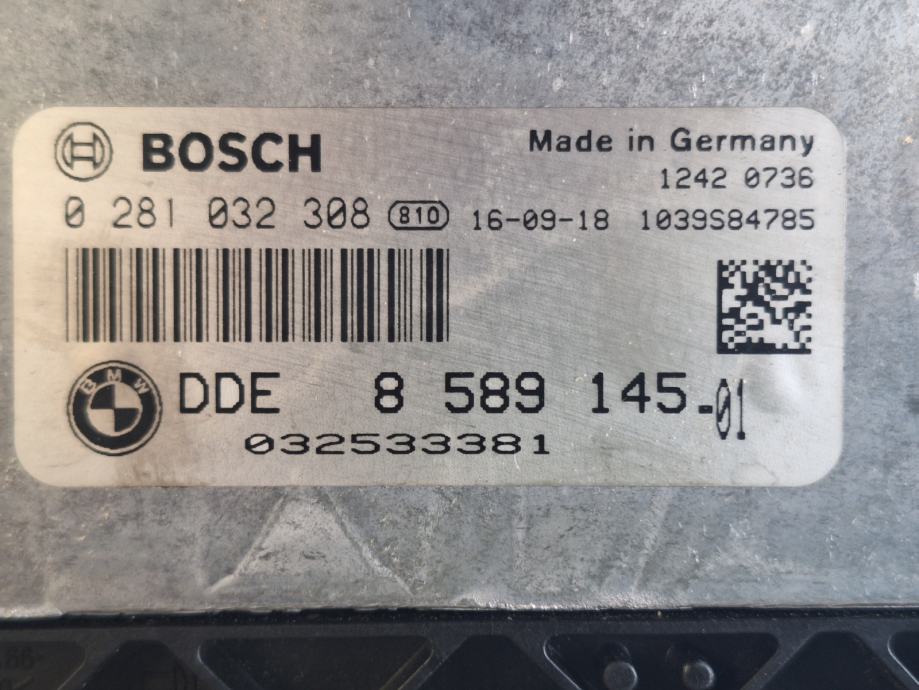 BOSCH
Made in Germany
1242 0736
0 281 032 308 810 16-09-18 1039S84785
BMW
DDE 8 589 145.-01
032533381